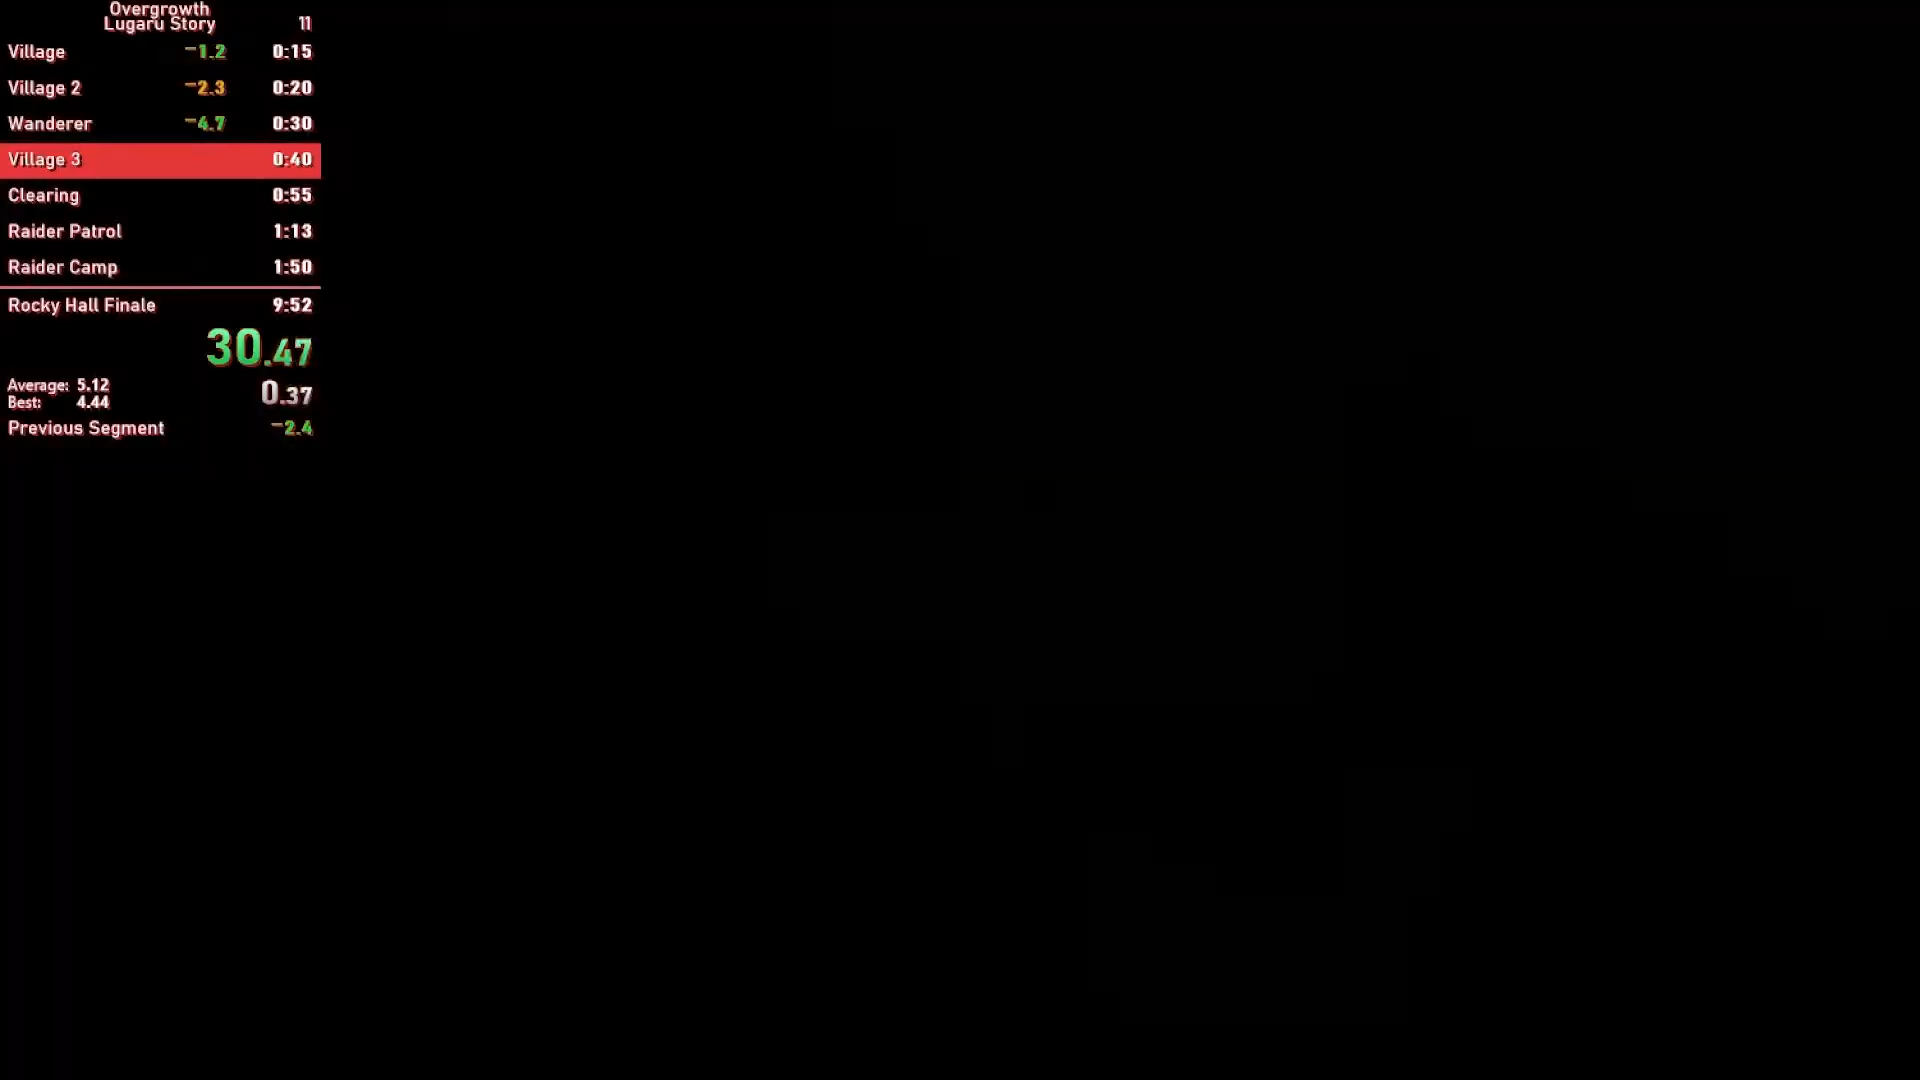 Overgrowth
Lugaru Story 11
Village −1.2 0:15
Village 2 −2.3 0:20
Wanderer −4.7 0:30
Village 3 0:40
Clearing 0:55
Raider Patrol 1:13
Raider Camp 1:50
Rocky Hall Finale 9:52
30.47
Average: 5.12 0.37
Best: 4.44
Previous Segment −2.4